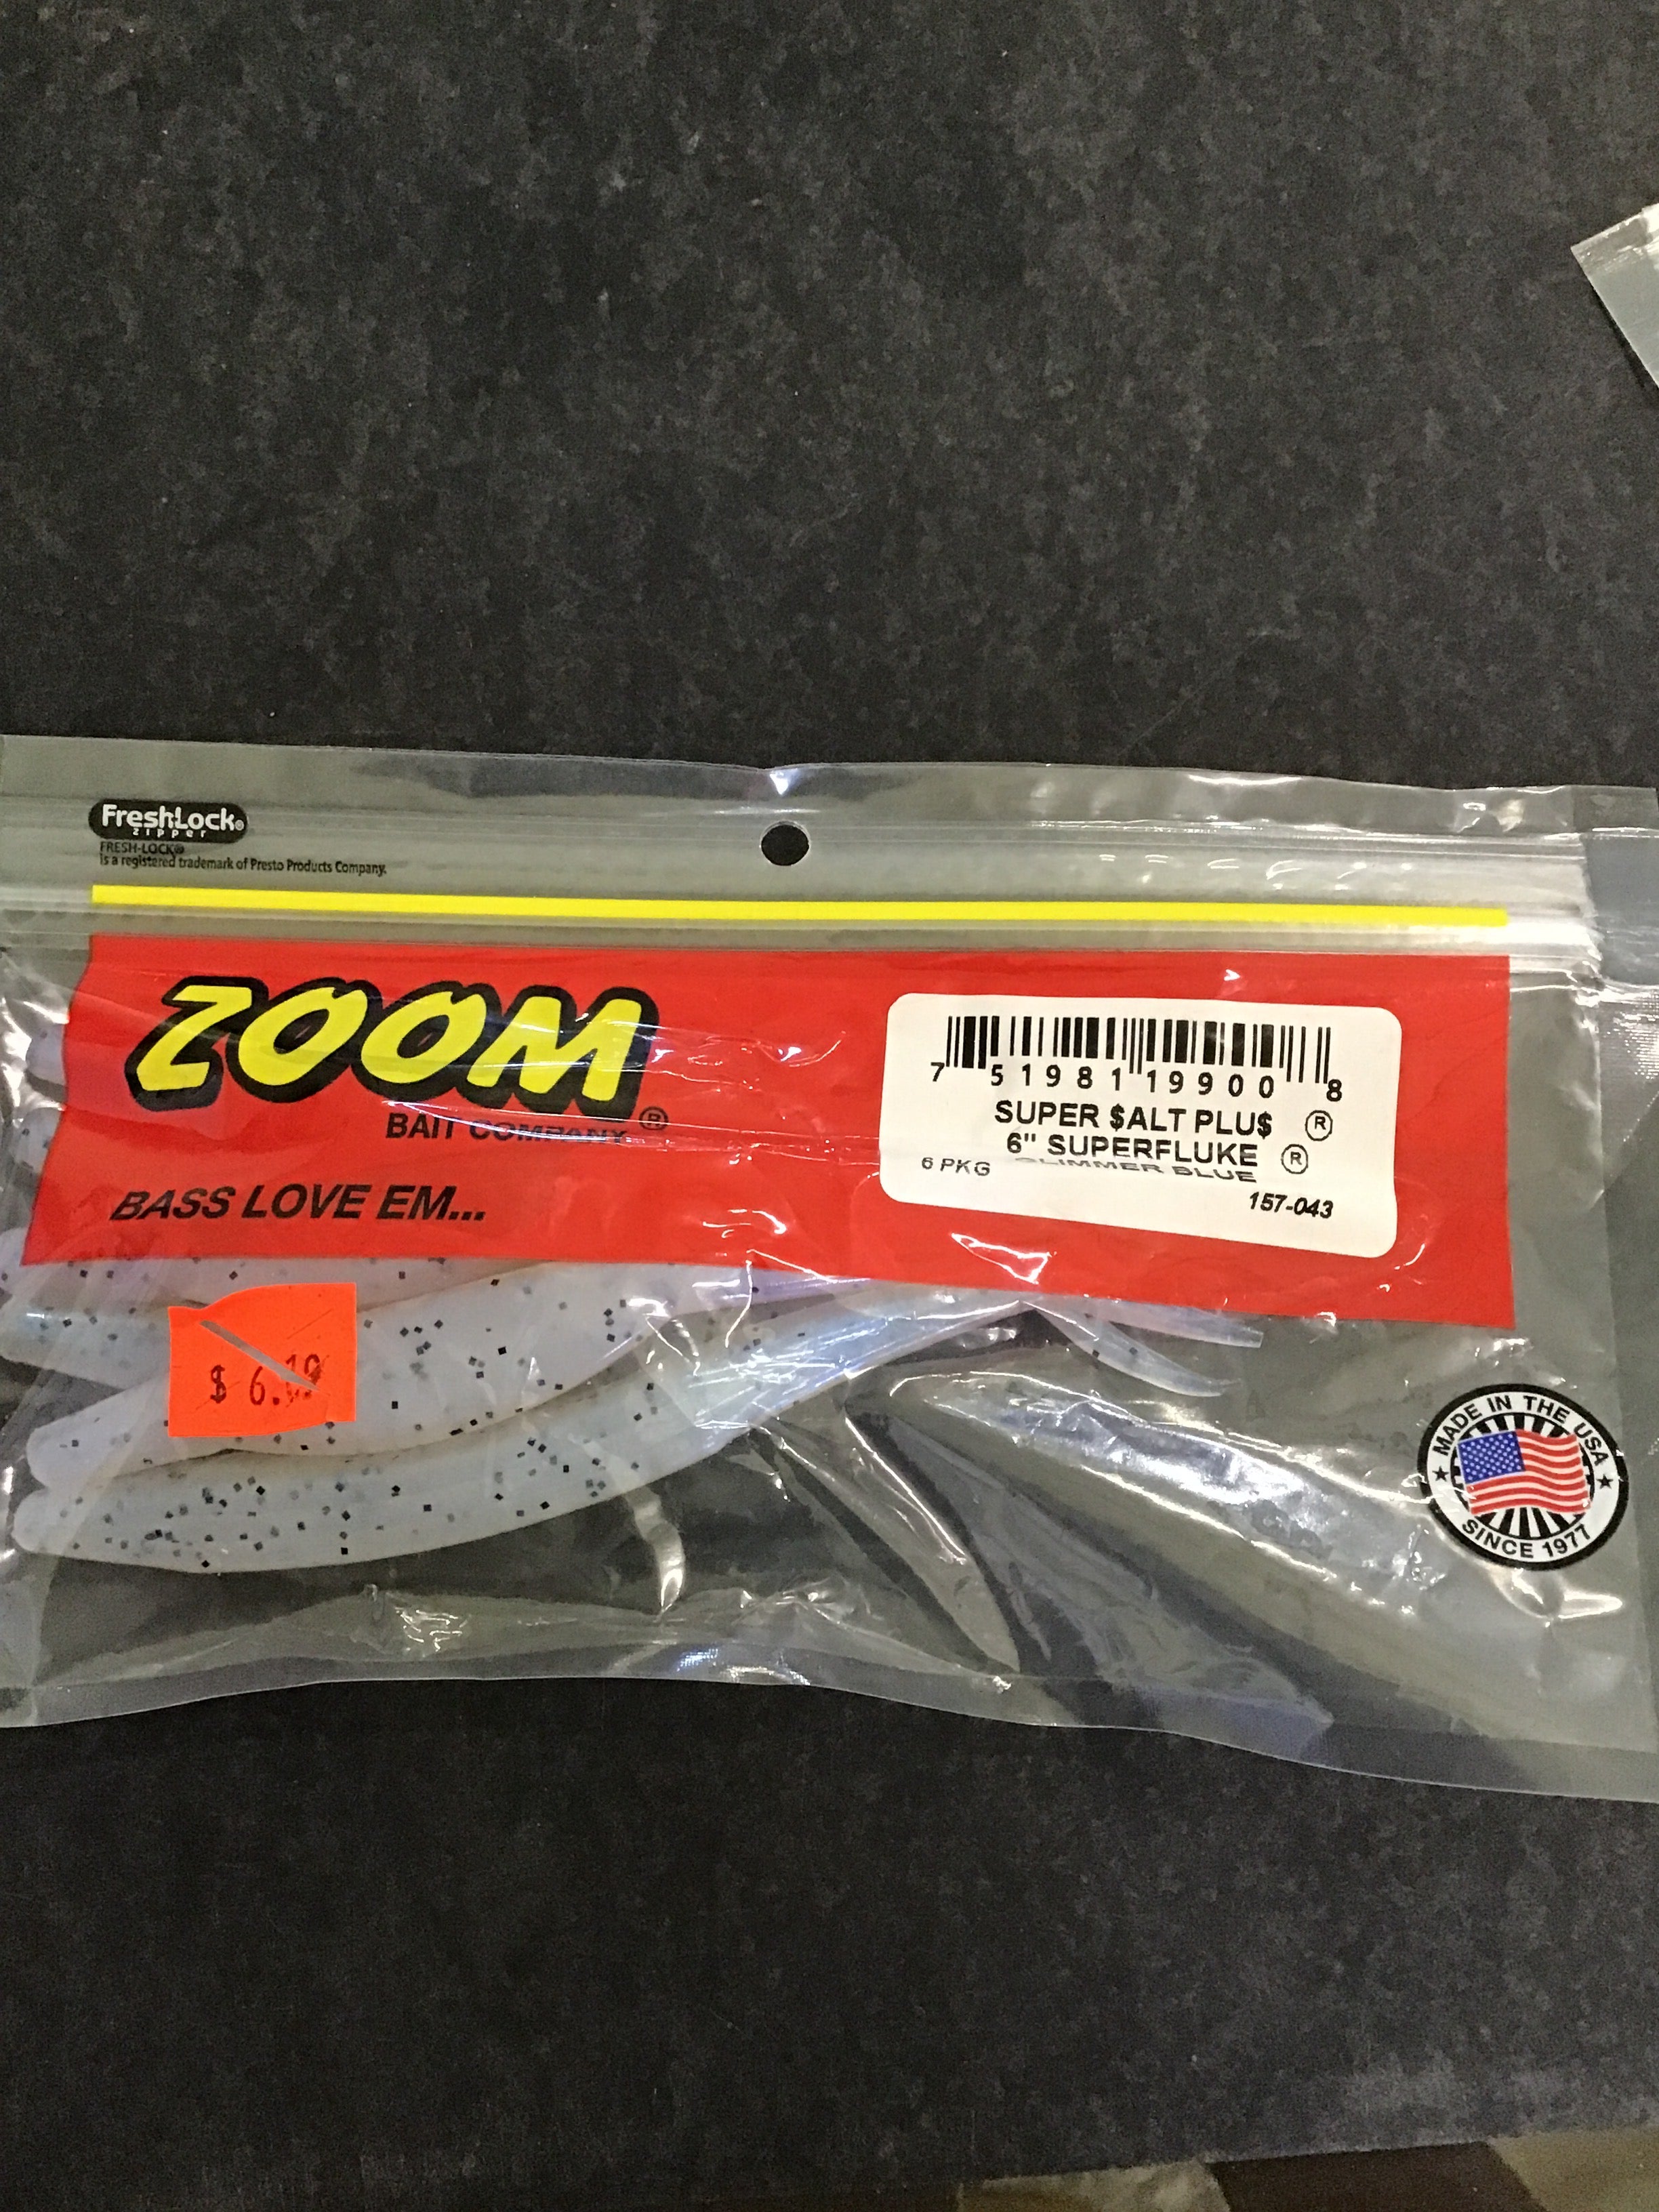 FreshLock®
zipper
FRESH-LOCK®
is a registered trademark of Presto Products Company.
ZOOM
BAIT COMPANY ®
BASS LOVE EM...
7 51981 19900 8
SUPER $ALT PLU$ ®
6" SUPERFLUKE ®
6 PKG GLIMMER BLUE
157-043
$ 6.19
★ MADE IN THE USA ★
SINCE 1977